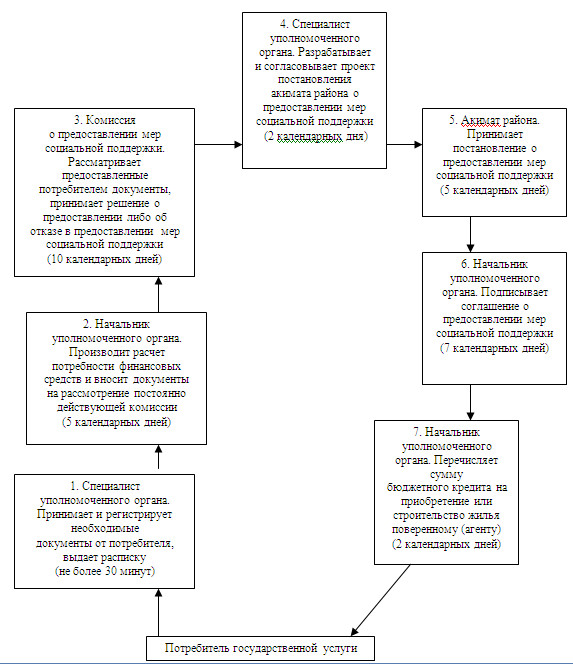 4. Специалист
уполномоченного
органа. Разрабатывает
и согласовывает проект
постановления
акимата района о
предоставлении мер
социальной поддержки
(2 календарных дня)
3. Комиссия
о предоставлении мер
социальной поддержки.
Рассматривает
предоставленные
потребителем документы,
принимает решение о
предоставлении либо об
отказе в предоставлении мер
социальной поддержки
(10 календарных дней)
5. Акимат района.
Принимает
постановление о
предоставлении мер
социальной поддержки
(5 календарных дней)
6. Начальник
уполномоченного
органа. Подписывает
соглашение о
предоставлении мер
социальной поддержки
(7 календарных дней)
2. Начальник
уполномоченного органа.
Производит расчет
потребности финансовых
средств и вносит документы
на рассмотрение постоянно
действующей комиссии
(5 календарных дней)
7. Начальник
уполномоченного
органа. Перечисляет
сумму
бюджетного кредита на
приобретение или
строительство жилья
поверенному (агенту)
(2 календарных дней)
1. Специалист
уполномоченного органа.
Принимает и регистрирует
необходимые
документы от потребителя,
выдает расписку
(не более 30 минут)
Потребитель государственной услуги